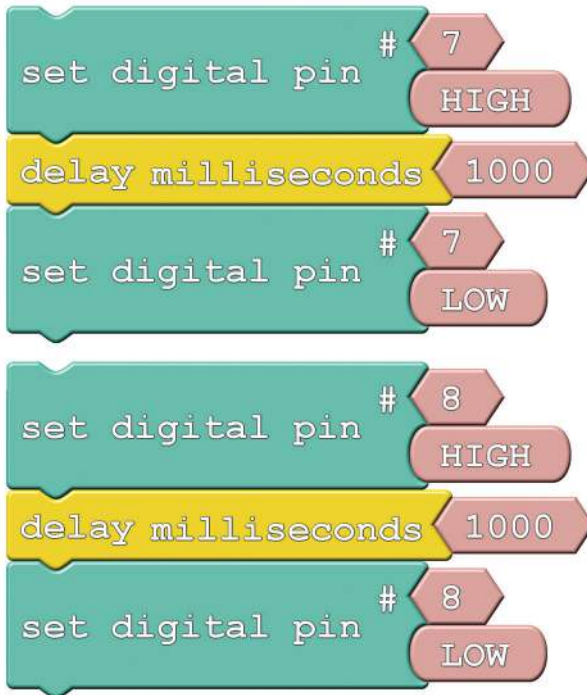 # 7
set digital pin
HIGH
delay milliseconds 1000
# 7
set digital pin
LOW
# 8
set digital pin
HIGH
delay milliseconds 1000
# 8
set digital pin
LOW